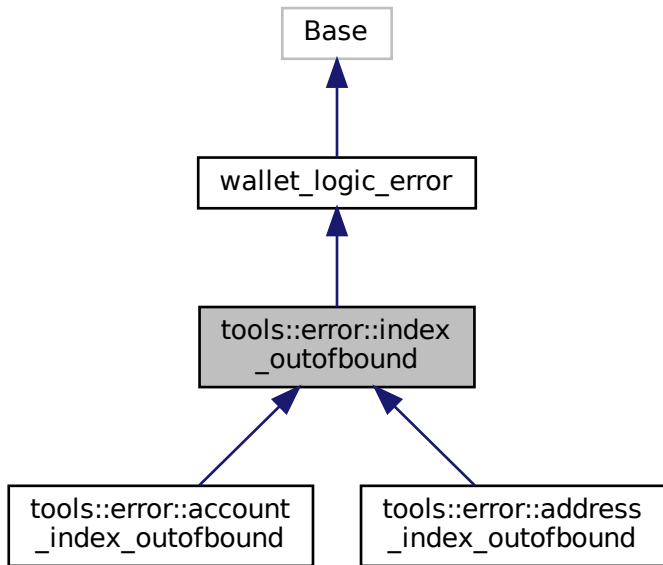 Base
wallet_logic_error
tools::error::index
_outofbound
tools::error::account
_index_outofbound
tools::error::address
_index_outofbound